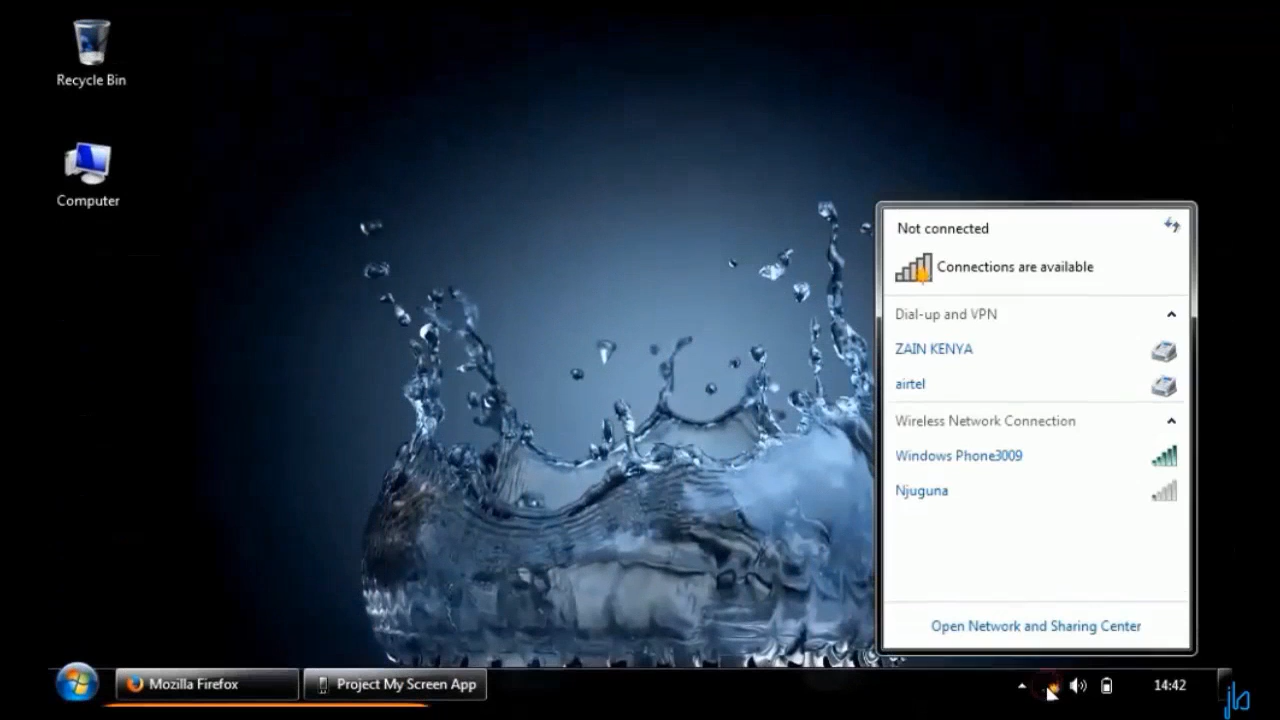 Recycle Bin
Computer
Not connected
Connections are available
Dial-up and VPN
ZAIN KENYA
airtel
Wireless Network Connection
Windows Phone3009
Njuguna
Open Network and Sharing Center
Mozilla Firefox
Project My Screen App
14:42
jb